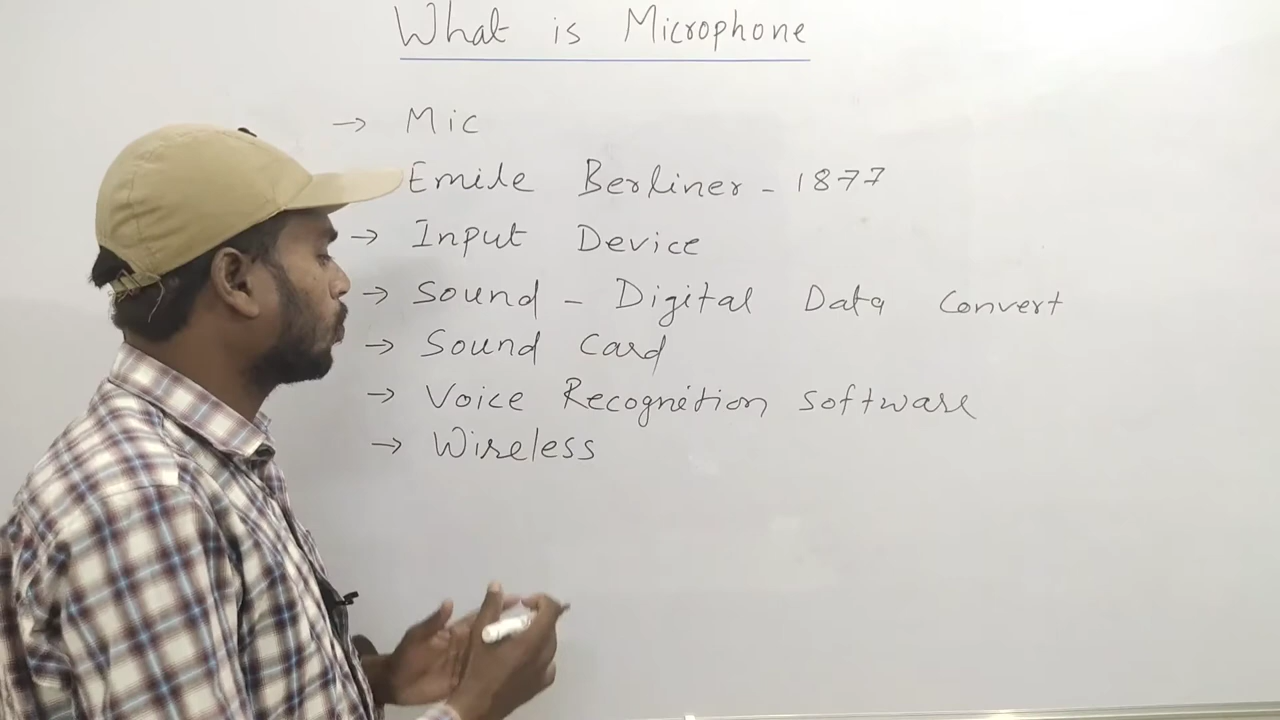 What is Microphone
→ Mic
Emile Berliner - 1877
→ Input Device
→ Sound - Digital Data Convert
→ Sound Card
→ Voice Recognition Software
→ Wireless